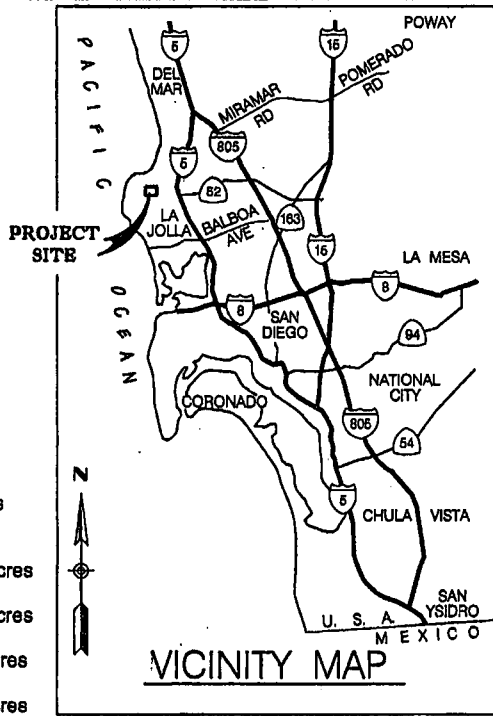 POWAY
5
15
PACIFIC
DEL
MAR
MIRAMAR
RD
POMERADO
RD
805
5
52
163
LA
JOLLA
BALBOA
AVE
PROJECT
SITE
15
LA MESA
8
OCEAN
8
SAN
DIEGO
94
NATIONAL
CITY
CORONADO
805
54
N
5
CHULA VISTA
cres
cres
res
res
SAN
YSIDRO
U. S. A.
MEXICO
VICINITY MAP